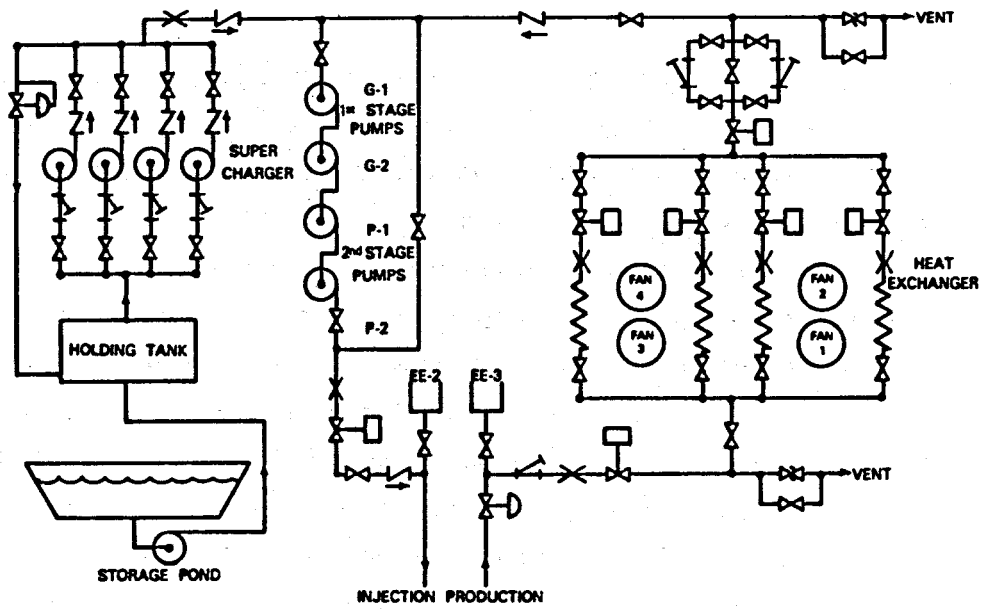 VENT
G-1
1st STAGE
PUMPS
SUPER
CHARGER
G-2
P-1
2nd STAGE
PUMPS
P-2
HEAT
EXCHANGER
FAN
4
FAN
2
FAN
3
FAN
1
HOLDING TANK
EE-2
EE-3
VENT
STORAGE POND
INJECTION PRODUCTION